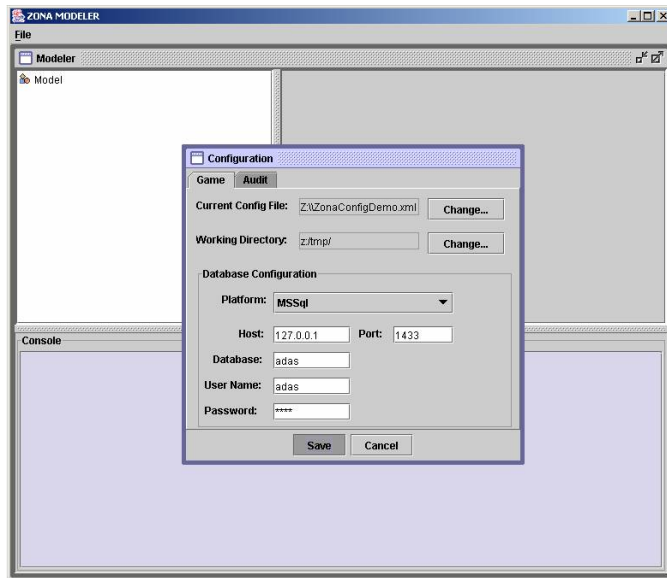 ZONA MODELER
File
Modeler
Model
Configuration
Game Audit
Current Config File: Z:\\ZonaConfigDemo.xml Change...
Working Directory: z:/tmp/ Change...
Database Configuration
Platform: MSSql
Host: 127.0.0.1 Port: 1433
Database: adas
User Name: adas
Password: ****
Save Cancel
Console